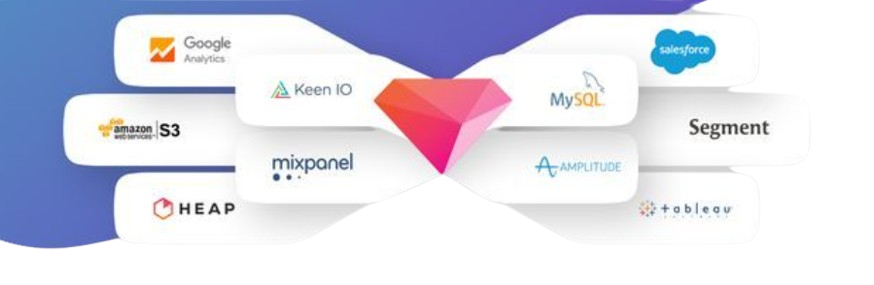 Google
Analytics
salesforce
Keen IO
MySQL
amazon
web services
S3
Segment
mixpanel
AMPLITUDE
HEAP
+ableau